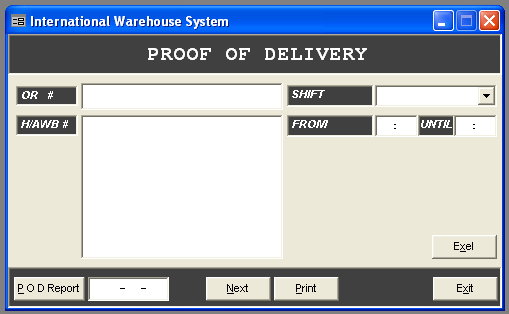 International Warehouse System
PROOF OF DELIVERY
OR #
SHIFT
H/AWB #
FROM : UNTIL :
Exel
P O D Report - - Next Print Exit